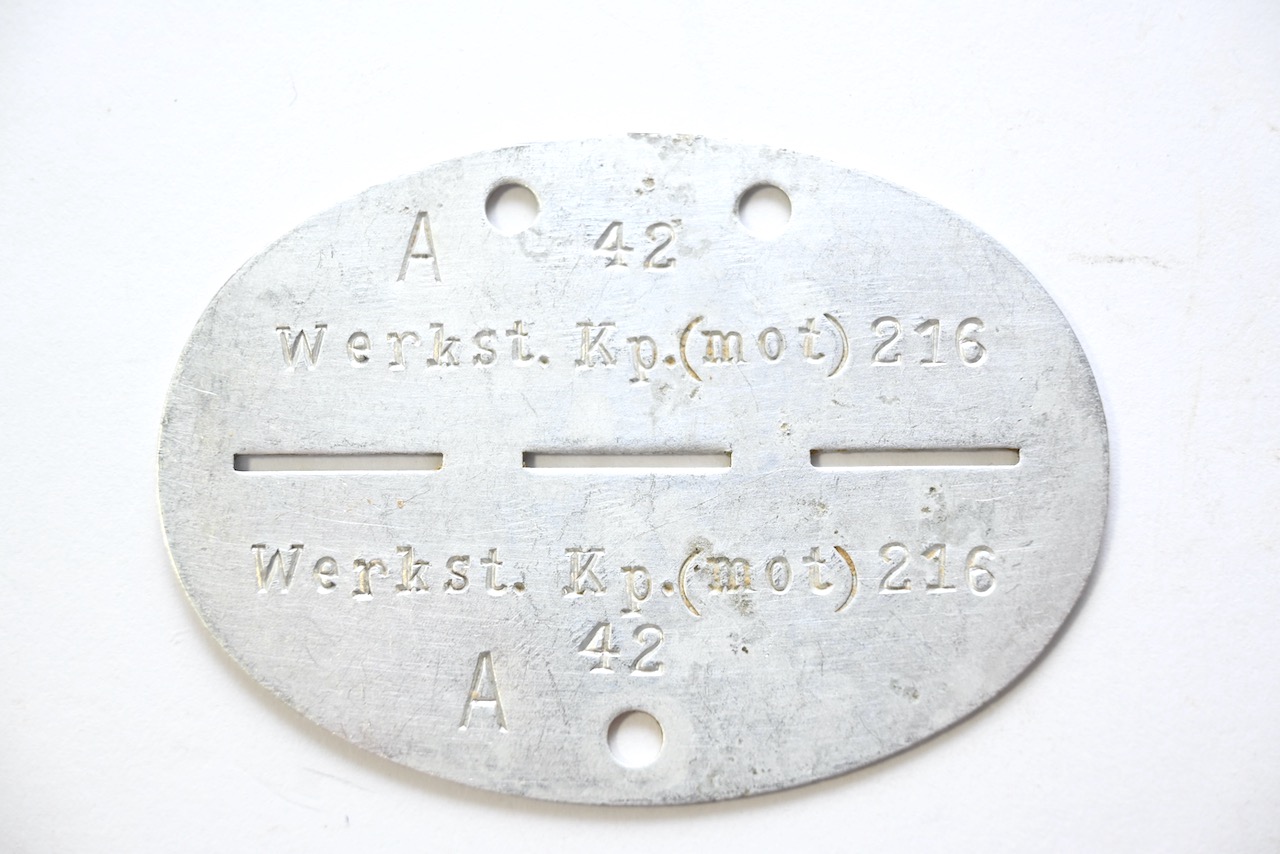 A 42
Werkst. Kp.(mot) 216
Werkst. Kp.(mot) 216
42
A